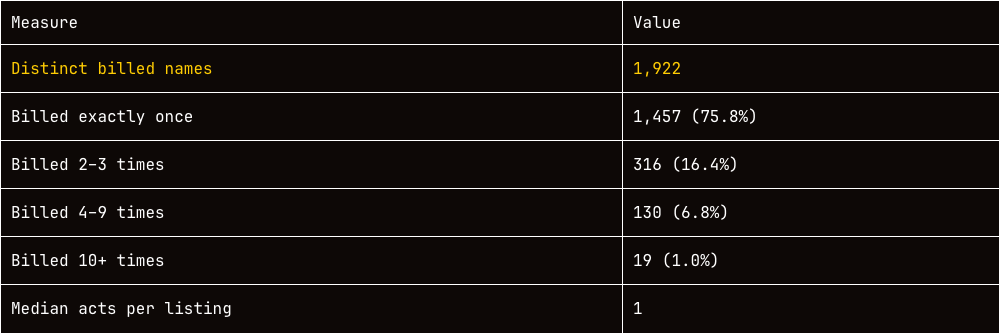 Measure Value
Distinct billed names 1,922
Billed exactly once 1,457 (75.8%)
Billed 2–3 times 316 (16.4%)
Billed 4–9 times 130 (6.8%)
Billed 10+ times 19 (1.0%)
Median acts per listing 1